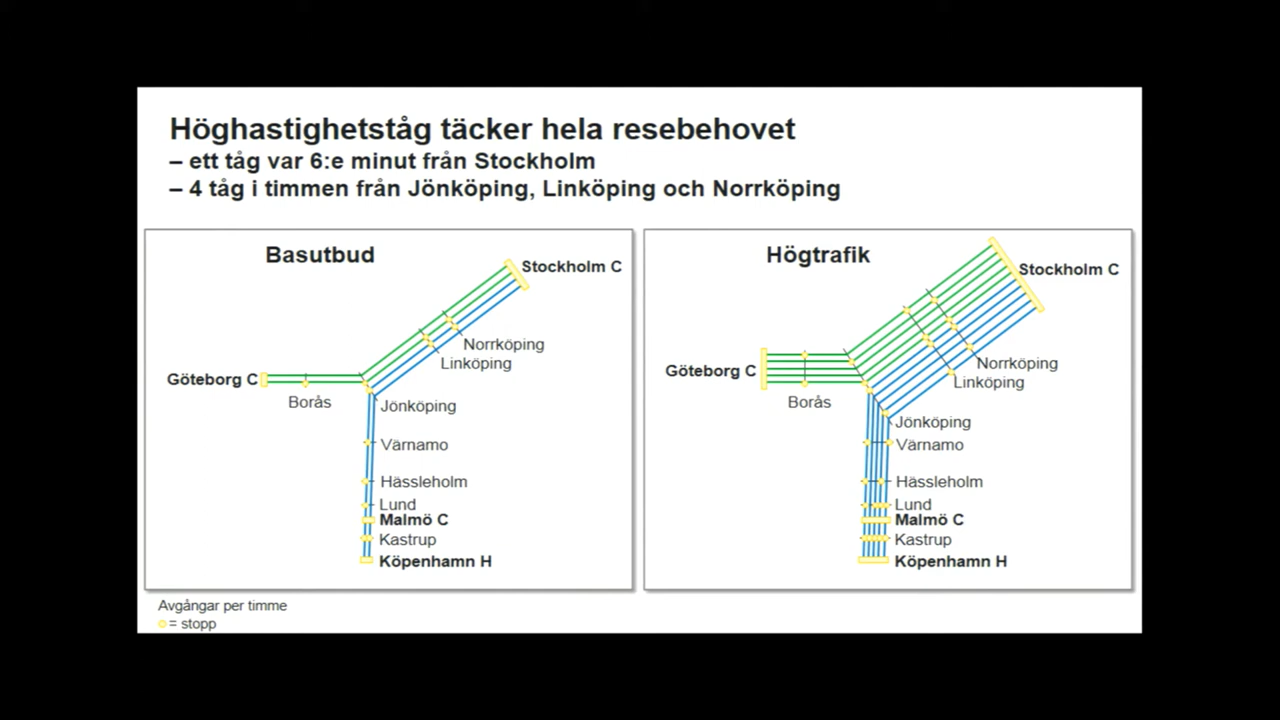 Höghastighetståg täcker hela resebehovet
– ett tåg var 6:e minut från Stockholm
– 4 tåg i timmen från Jönköping, Linköping och Norrköping
Basutbud
Stockholm C
Norrköping
Linköping
Göteborg C
Borås
Jönköping
Värnamo
Hässleholm
Lund
Malmö C
Kastrup
Köpenhamn H
Högtrafik
Stockholm C
Norrköping
Linköping
Göteborg C
Borås
Jönköping
Värnamo
Hässleholm
Lund
Malmö C
Kastrup
Köpenhamn H
Avgångar per timme
= stopp